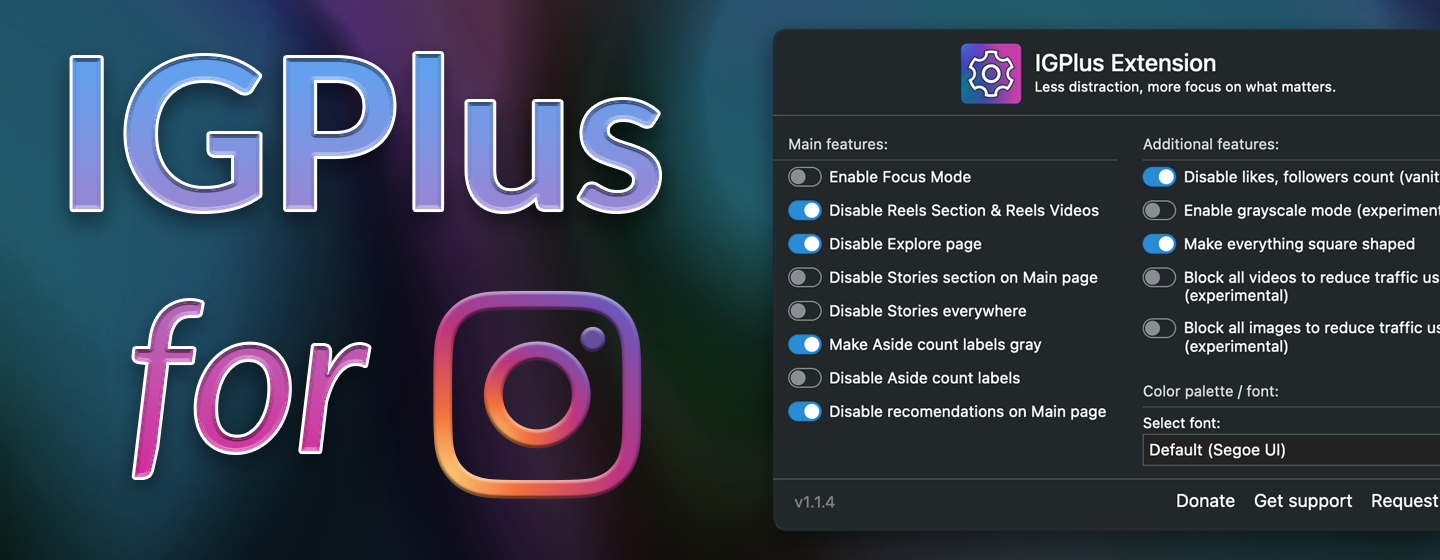 IGPlus
for
IGPlus Extension
Less distraction, more focus on what matters.
Main features:
Enable Focus Mode
Disable Reels Section & Reels Videos
Disable Explore page
Disable Stories section on Main page
Disable Stories everywhere
Make Aside count labels gray
Disable Aside count labels
Disable recomendations on Main page
Additional features:
Disable likes, followers count (vanit
Enable grayscale mode (experiment
Make everything square shaped
Block all videos to reduce traffic us
(experimental)
Block all images to reduce traffic us
(experimental)
Color palette / font:
Select font:
Default (Segoe UI)
v1.1.4
Donate Get support Request